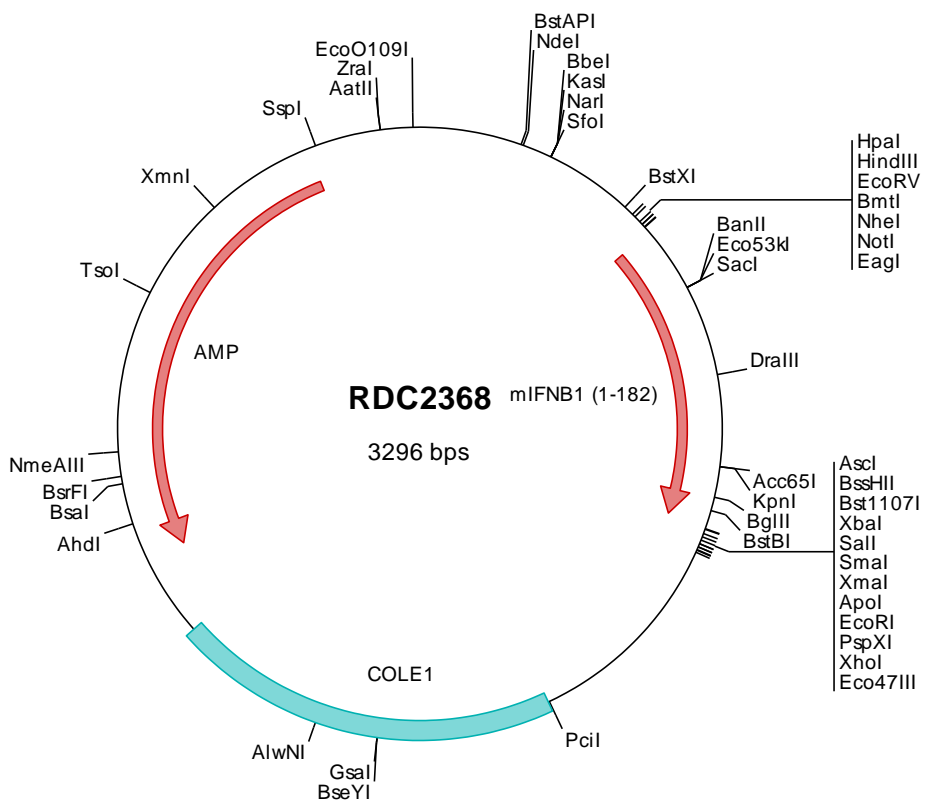 BstAPI
NdeI
EcoO109I
ZraI
AatII
BbeI
KasI
NarI
SfoI
SspI
XmnI
BstXI
HpaI
HindIII
EcoRV
BmtI
NheI
NotI
EagI
BanII
Eco53kI
SacI
TsoI
AMP
DraIII
RDC2368
mIFNB1 (1-182)
3296 bps
NmeAIII
BsrFI
BsaI
AhdI
Acc65I
KpnI
BglII
BstBI
AscI
BssHII
Bst1107I
XbaI
SalI
SmaI
XmaI
ApoI
EcoRI
PspXI
XhoI
Eco47III
COLE1
PciI
AlwNI
GsaI
BseYI